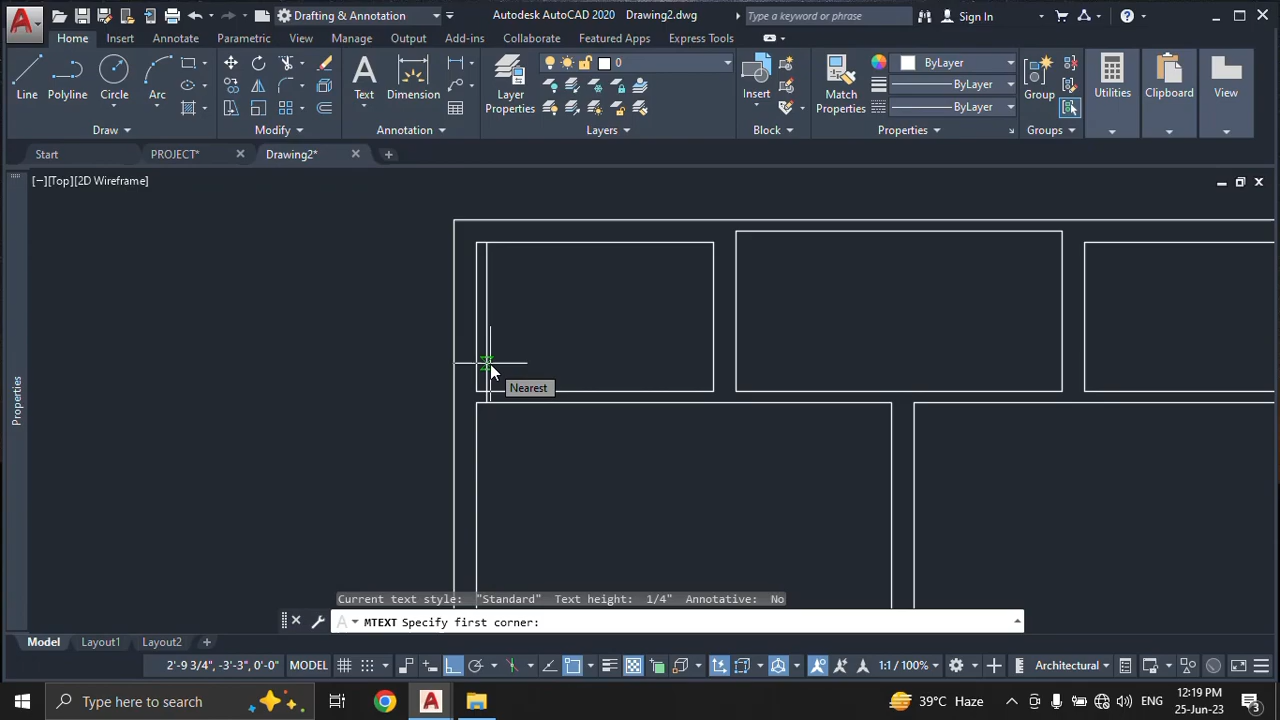 Drafting & Annotation
Autodesk AutoCAD 2020 Drawing2.dwg
Type a keyword or phrase
Sign In
?
Home Insert Annotate Parametric View Manage Output Add-ins Collaborate Featured Apps Express Tools
Line Polyline Circle Arc
Draw
Modify
Text Dimension
Annotation
Layer Properties
0
Layers
Insert
Block
Match Properties
ByLayer
ByLayer
ByLayer
Properties
Group
Groups
Utilities
Clipboard
View
Start PROJECT* Drawing2*
[−][Top][2D Wireframe]
Properties
Nearest
Current text style: "Standard" Text height: 1/4" Annotative: No
MTEXT Specify first corner:
Model Layout1 Layout2
2'-9 3/4", -3'-3", 0'-0" MODEL 1:1 / 100% Architectural
Type here to search
39°C Haze
ENG
12:19 PM
25-Jun-23
3